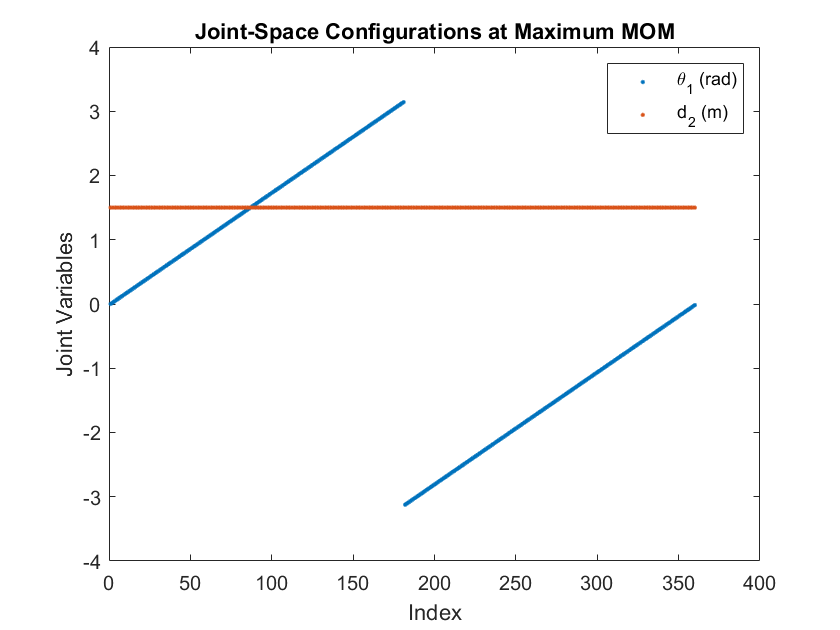 Joint-Space Configurations at Maximum MOM
θ1 (rad)
d2 (m)
Joint Variables
4
3
2
1
0
-1
-2
-3
-4
0 50 100 150 200 250 300 350 400
Index